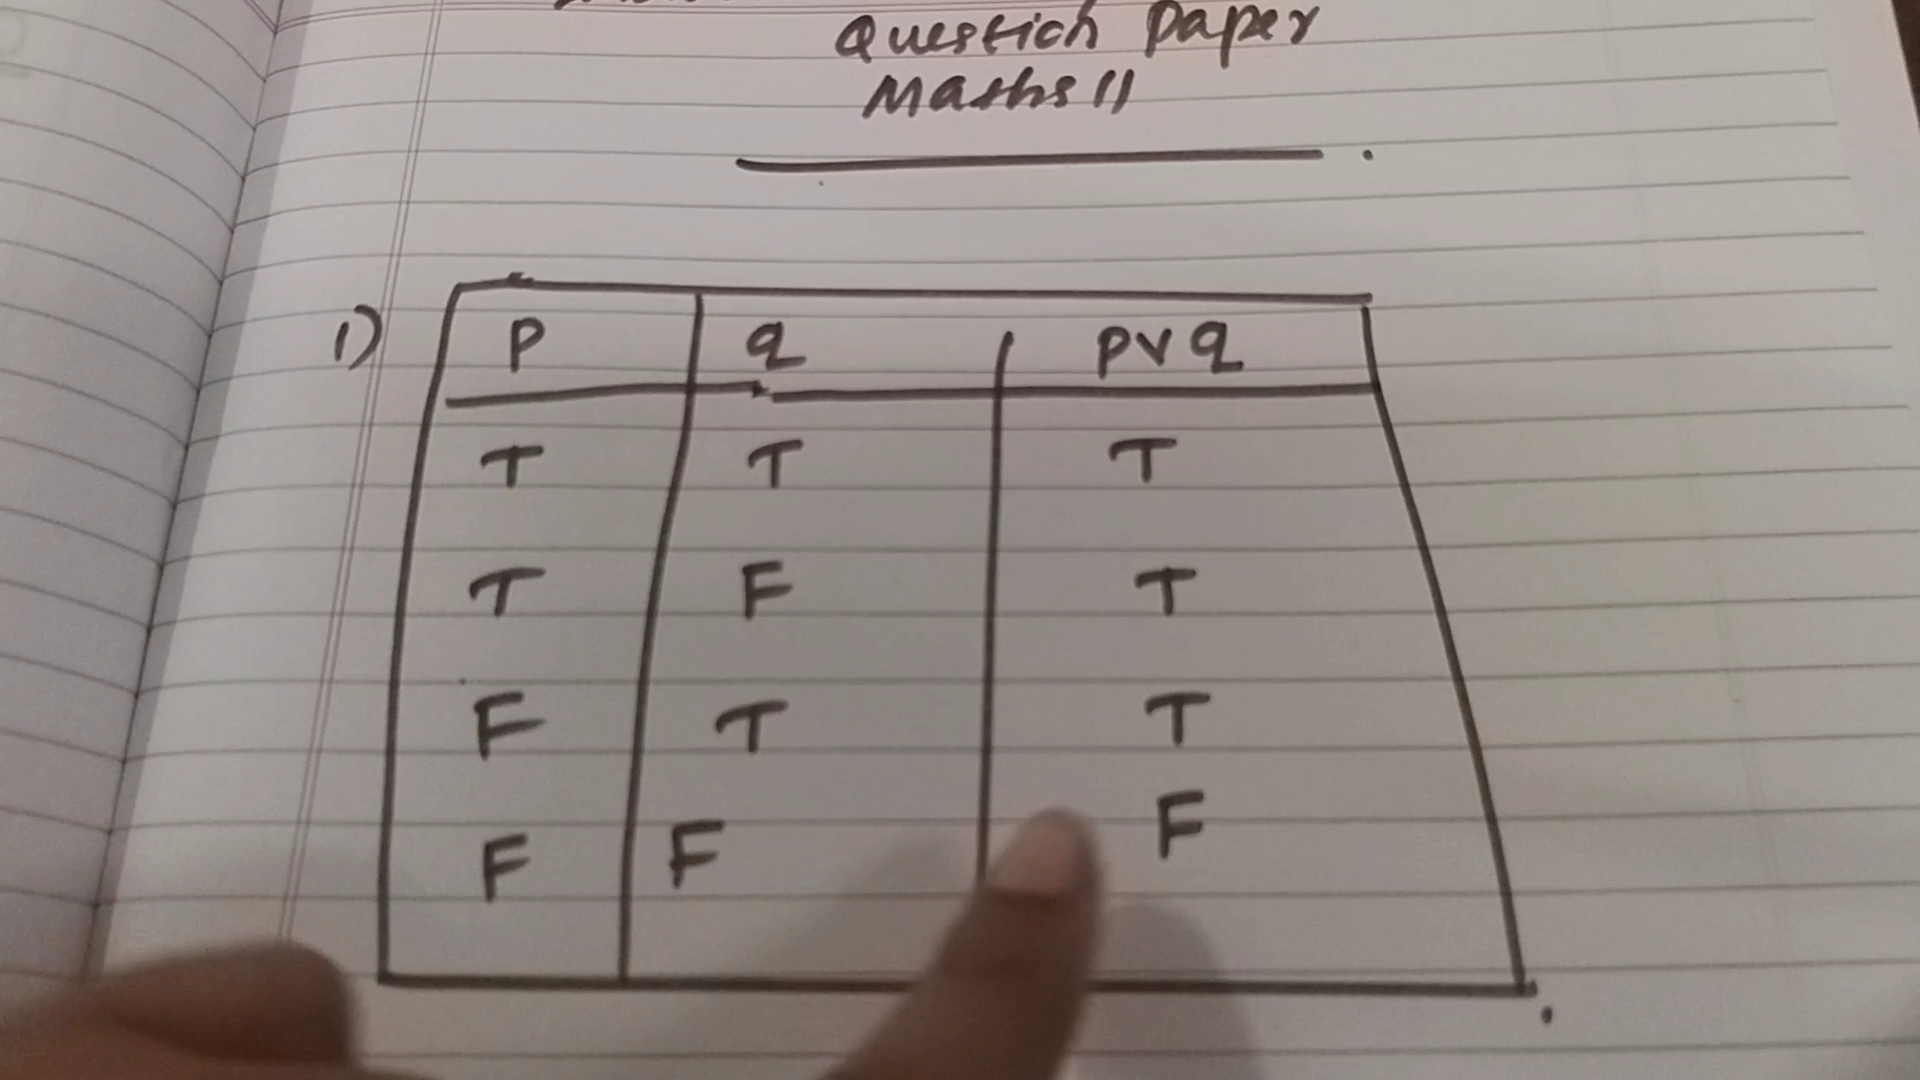 Question Paper
Maths 11
1) P q pvq
T T T
T F T
F T T
F F F